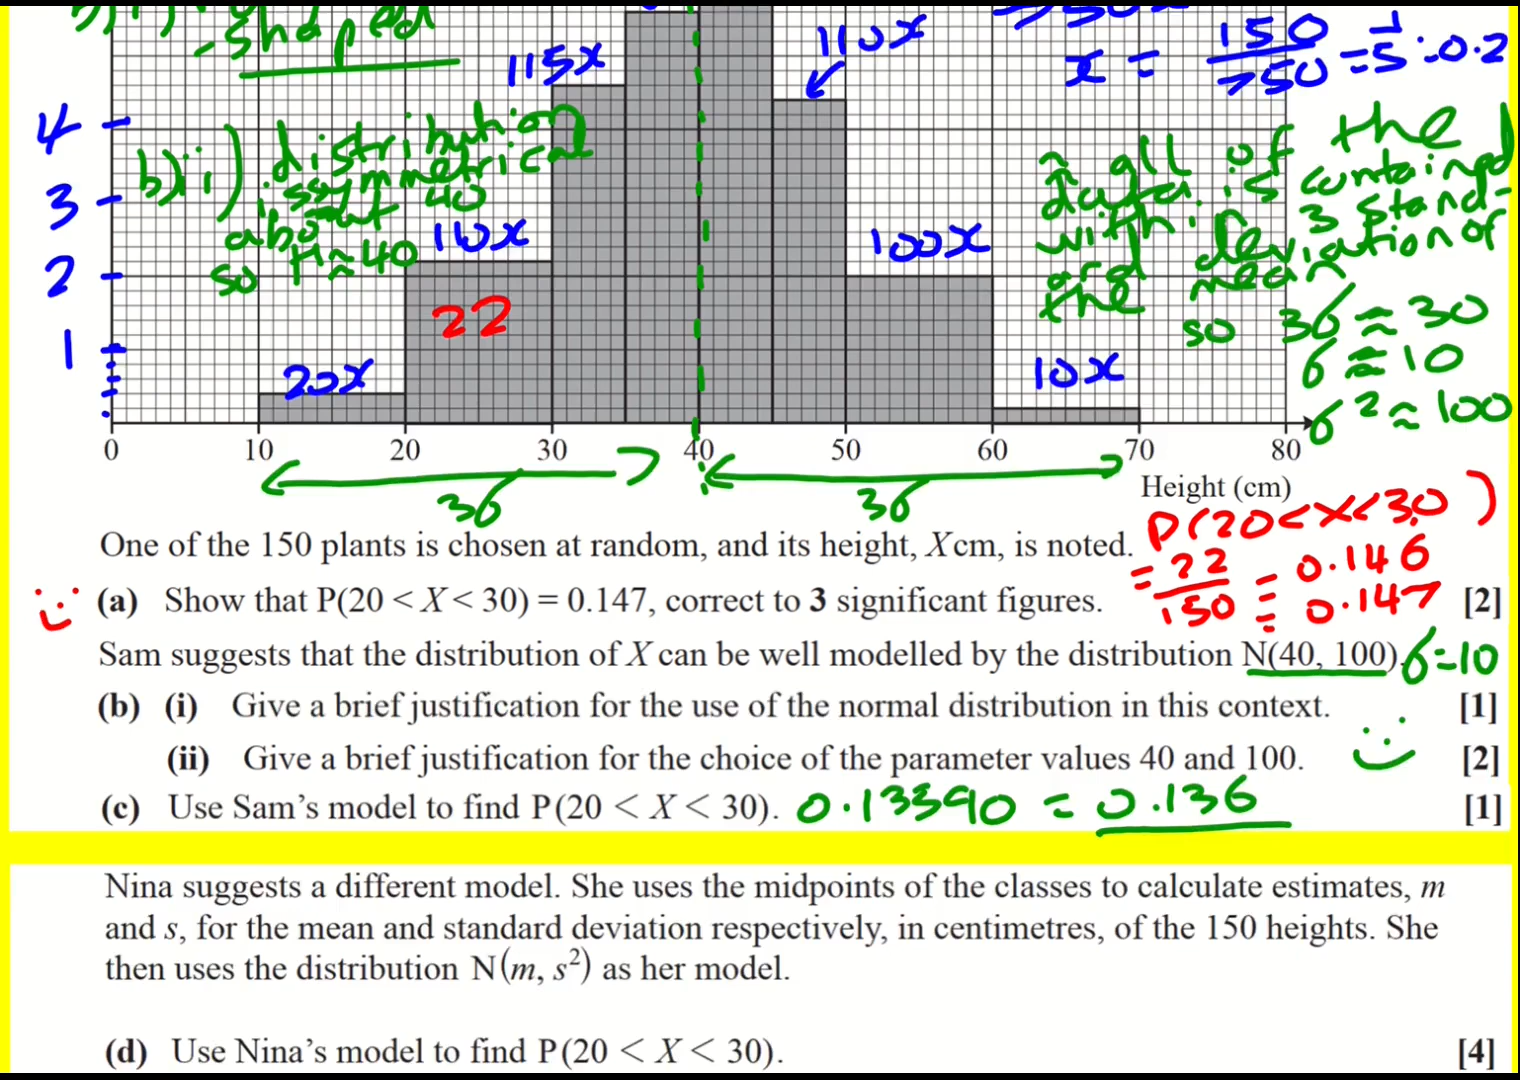 -shaped
115x
110x
x = 150/750 = 1/5 = 0.2
4
3
2
1
b)ii) distribution
is symmetrical
about 40
so μ≈40
≈ all of the
data is contained
within 3 stand-
ard deviation of
the mean
so 3σ ≈ 30
σ ≈ 10
σ² ≈ 100
110x
100x
22
20x
10x
0 10 20 30 40 50 60 70 80
Height (cm)
3σ
3σ
P(20<X<30)
= 22/150 = 0.146
= 0.147
One of the 150 plants is chosen at random, and its height, X cm, is noted.
(a) Show that P(20 < X < 30) = 0.147, correct to 3 significant figures. [2]
Sam suggests that the distribution of X can be well modelled by the distribution N(40, 100). σ=10
(b) (i) Give a brief justification for the use of the normal distribution in this context. [1]
(ii) Give a brief justification for the choice of the parameter values 40 and 100. [2]
(c) Use Sam's model to find P(20 < X < 30). 0.13590 = 0.136 [1]
Nina suggests a different model. She uses the midpoints of the classes to calculate estimates, m
and s, for the mean and standard deviation respectively, in centimetres, of the 150 heights. She
then uses the distribution N(m, s²) as her model.
(d) Use Nina's model to find P(20 < X < 30). [4]